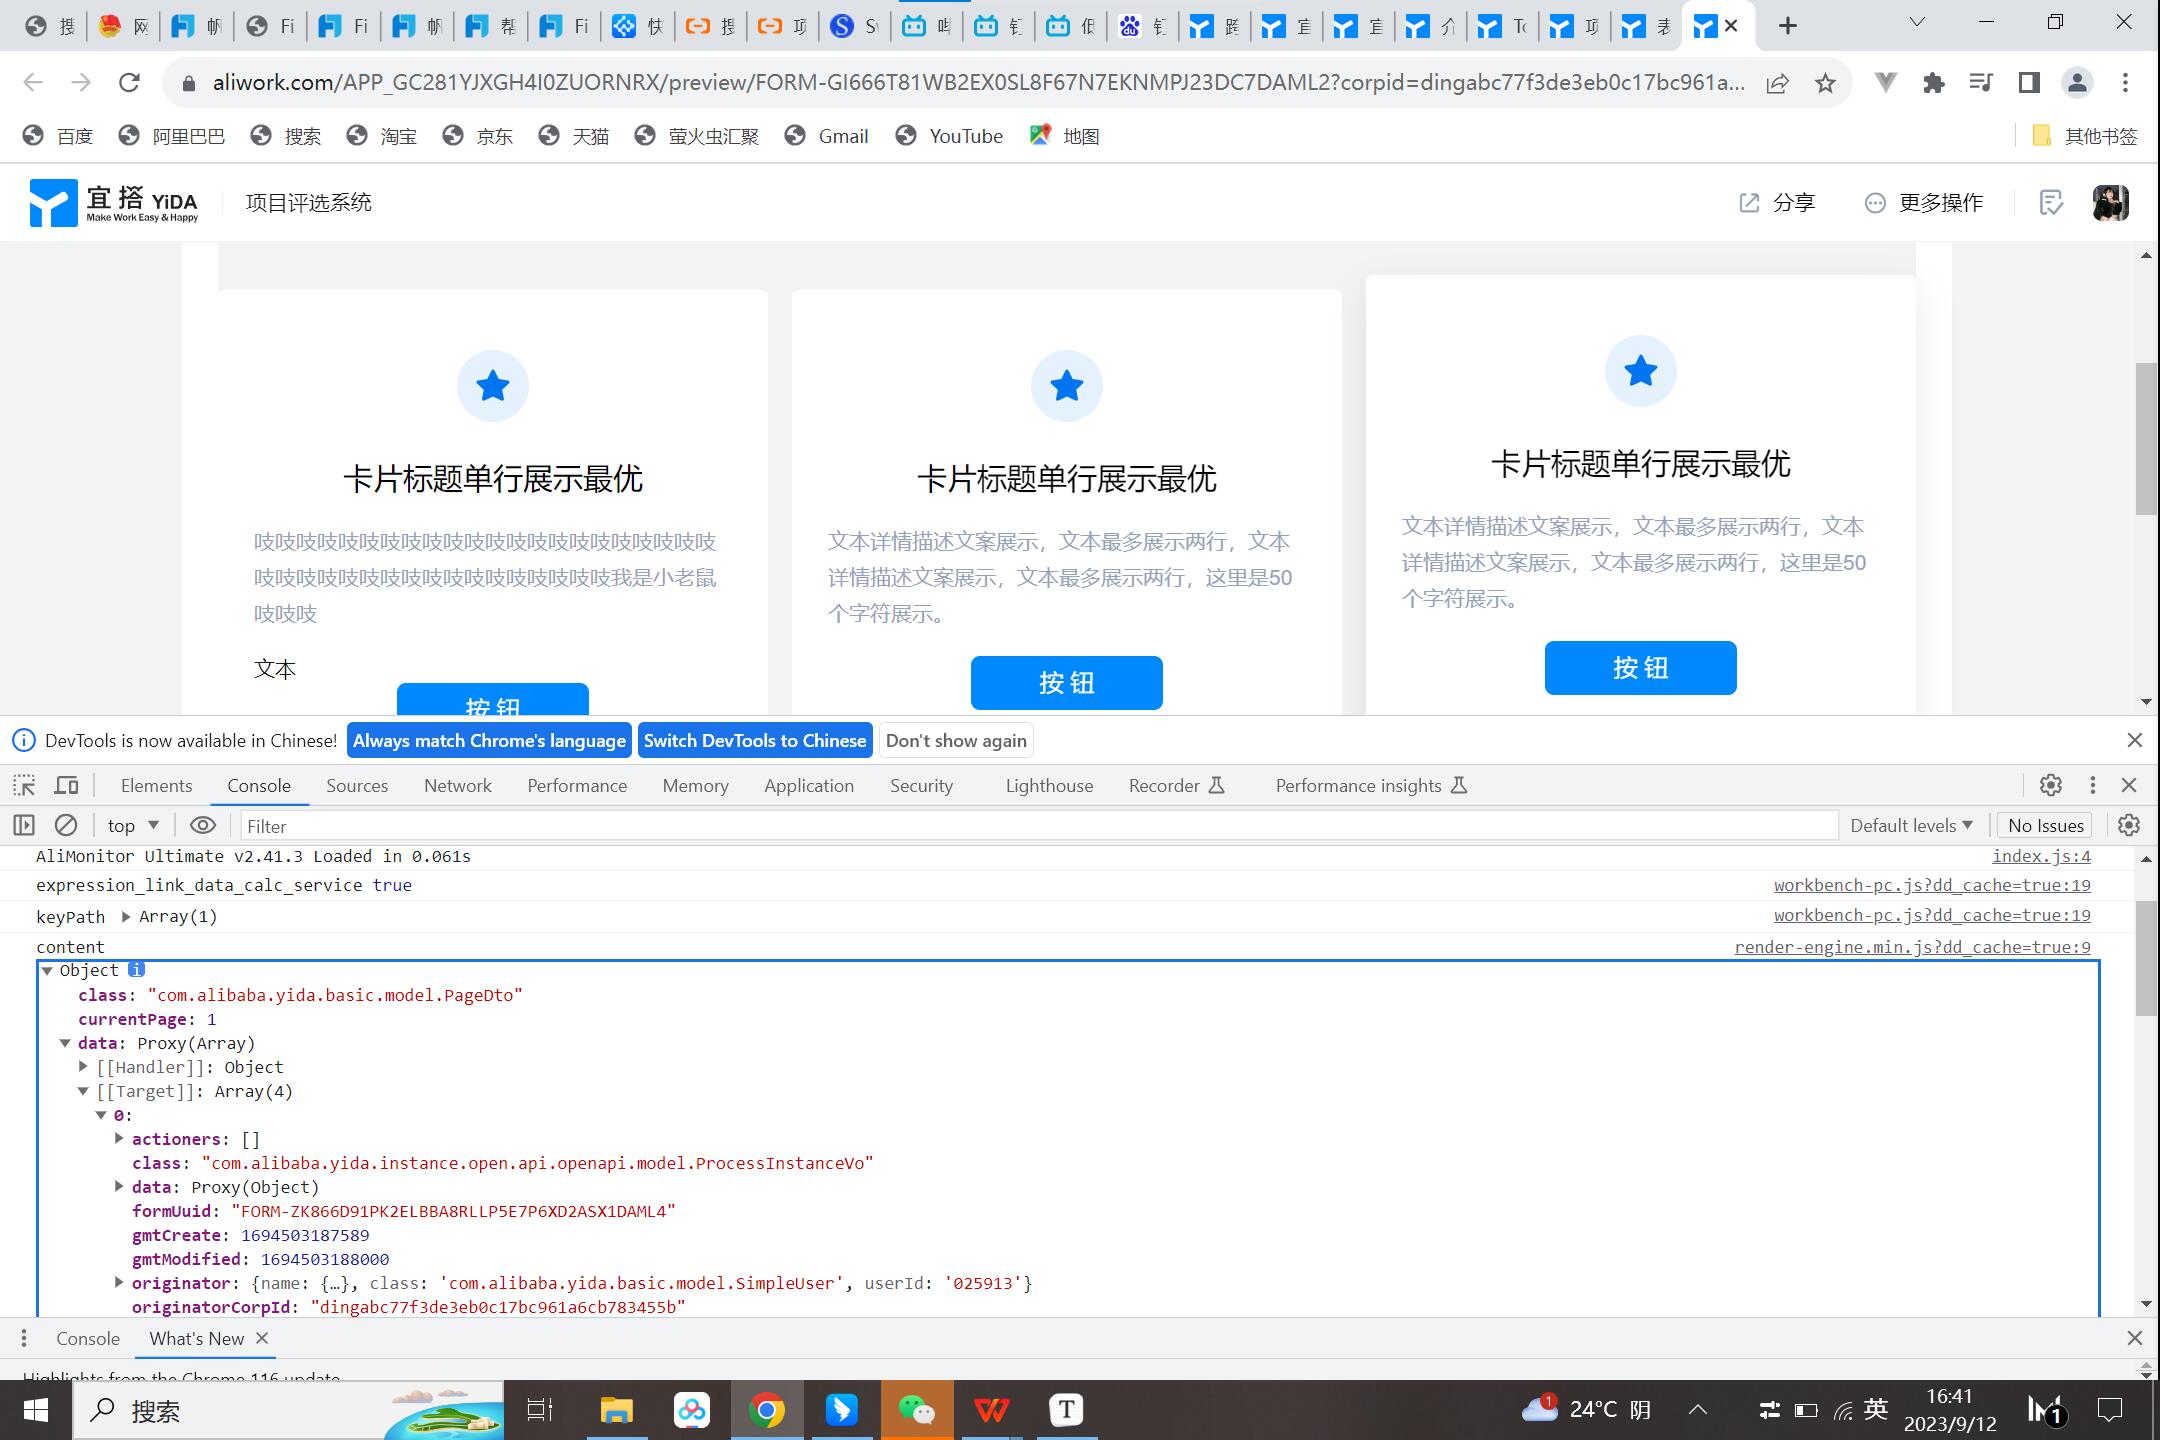 搜
网
帆
Fi
Fi
帆
帮
Fi
快
搜
项
Sv
哔
钉
低
钉
跨
宜
宜
介
To
项
表
aliwork.com/APP_GC281YJXGH4I0ZUORNRX/preview/FORM-GI666T81WB2EX0SL8F67N7EKNMPJ23DC7DAML2?corpid=dingabc77f3de3eb0c17bc961a...
百度
阿里巴巴
搜索
淘宝
京东
天猫
萤火虫汇聚
Gmail
YouTube
地图
其他书签
宜搭 YiDA
Make Work Easy & Happy
项目评选系统
分享
更多操作
卡片标题单行展示最优
吱吱吱吱吱吱吱吱吱吱吱吱吱吱吱吱吱吱吱吱吱吱
吱吱吱吱吱吱吱吱吱吱吱吱吱吱吱吱吱我是小老鼠
吱吱吱
文本
按 钮
卡片标题单行展示最优
文本详情描述文案展示，文本最多展示两行，文本
详情描述文案展示，文本最多展示两行，这里是50
个字符展示。
按 钮
卡片标题单行展示最优
文本详情描述文案展示，文本最多展示两行，文本
详情描述文案展示，文本最多展示两行，这里是50
个字符展示。
按 钮
DevTools is now available in Chinese! Always match Chrome's language Switch DevTools to Chinese Don't show again
Elements Console Sources Network Performance Memory Application Security Lighthouse Recorder Performance insights
top Filter Default levels No Issues
AliMonitor Ultimate v2.41.3 Loaded in 0.061s index.js:4
expression_link_data_calc_service true workbench-pc.js?dd_cache=true:19
keyPath Array(1) workbench-pc.js?dd_cache=true:19
content render-engine.min.js?dd_cache=true:9
Object
class: "com.alibaba.yida.basic.model.PageDto"
currentPage: 1
data: Proxy(Array)
[[Handler]]: Object
[[Target]]: Array(4)
0:
actioners: []
class: "com.alibaba.yida.instance.open.api.openapi.model.ProcessInstanceVo"
data: Proxy(Object)
formUuid: "FORM-ZK866D91PK2ELBBA8RLLP5E7P6XD2ASX1DAML4"
gmtCreate: 1694503187589
gmtModified: 1694503188000
originator: {name: {…}, class: 'com.alibaba.yida.basic.model.SimpleUser', userId: '025913'}
originatorCorpId: "dingabc77f3de3eb0c17bc961a6cb783455b"
Console What's New
Highlights from the Chrome 116 update
搜索
1
24°C 阴
英
16:41
2023/9/12
1